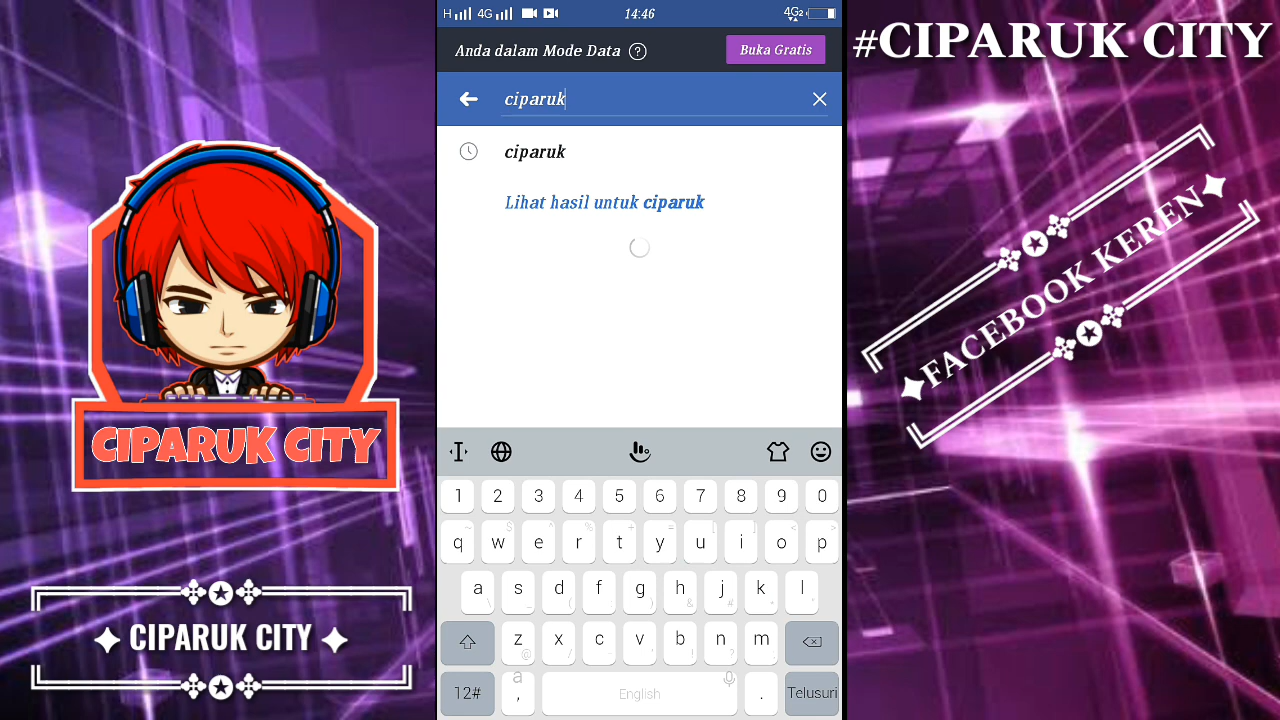 H 4G 14:46 4G2
Anda dalam Mode Data ? Buka Gratis
ciparuk
ciparuk
Lihat hasil untuk ciparuk
1 2 3 4 5 6 7 8 9 0
q w e r t y u i o p
a s d f g h j k l
z x c v b n m
12# , English . Telusuri
CIPARUK CITY
CIPARUK CITY
#CIPARUK CITY
FACEBOOK KEREN